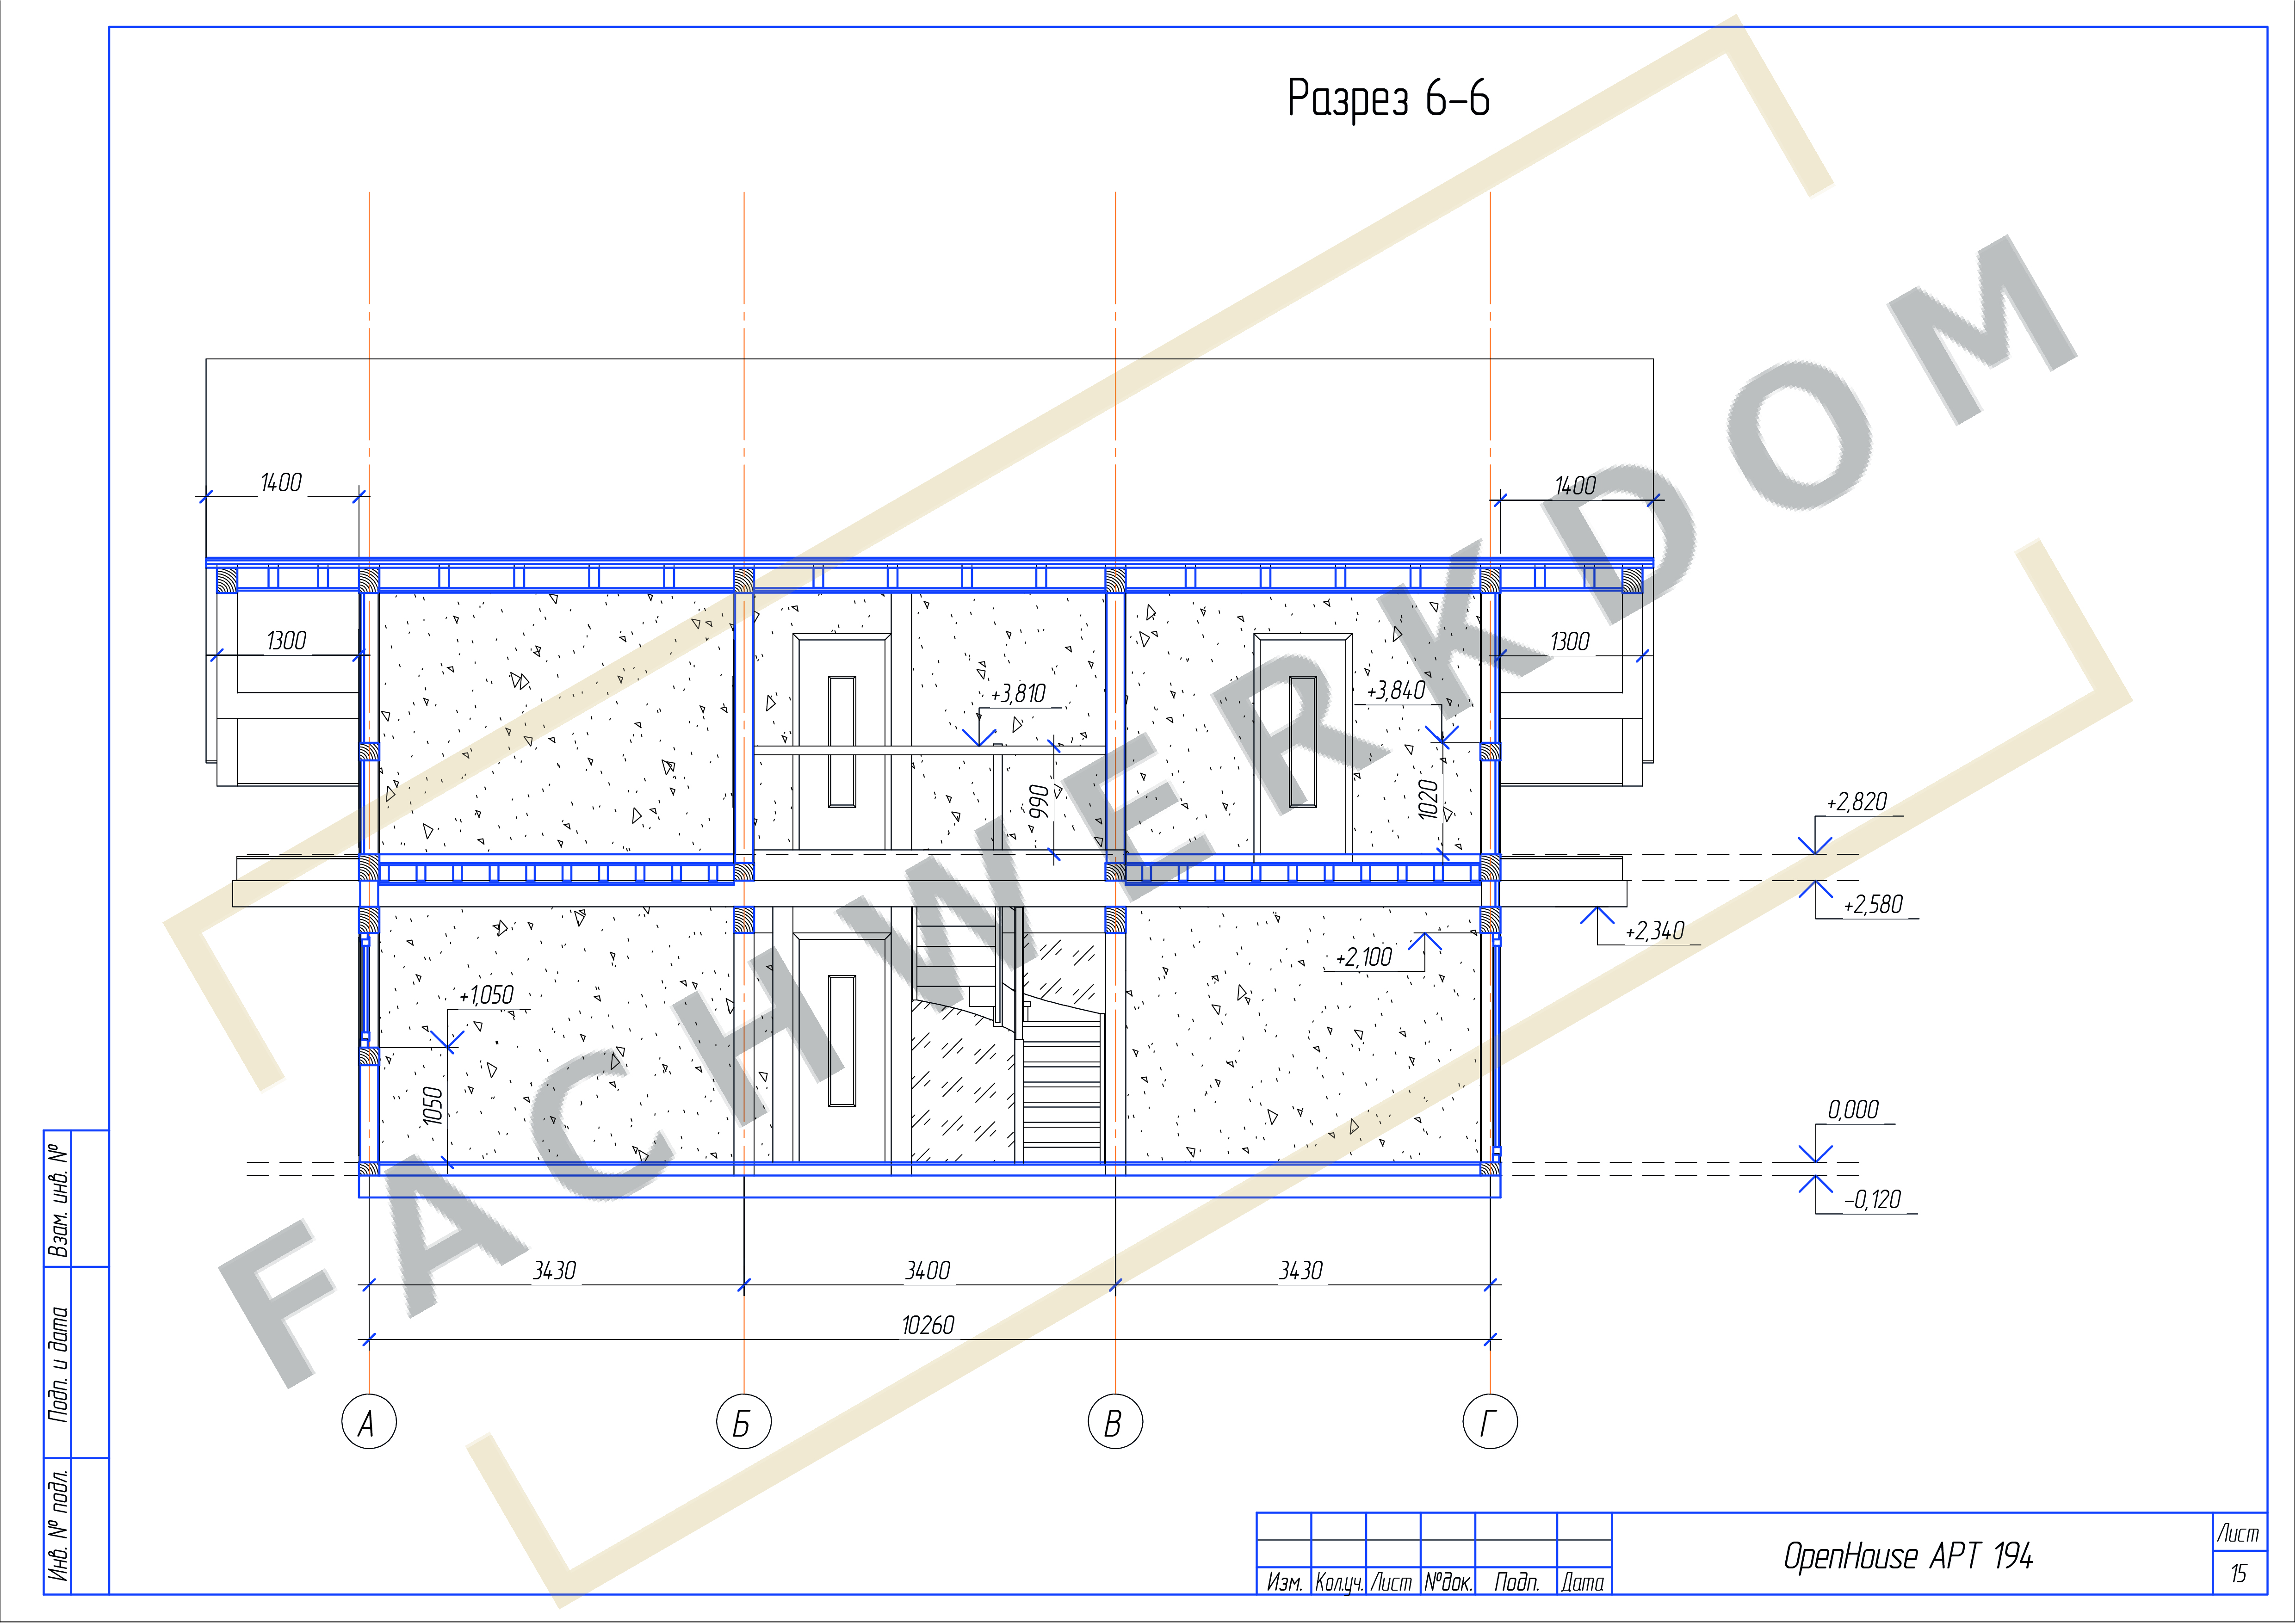 Разрез 6-6
1400
1400
1300
1300
+3,810
+3,840
990
1020
+2,820
+2,580
+2,340
+2,100
+1,050
1050
0,000
-0,120
3430
3400
3430
10260
А
Б
В
Г
FACHWERKDOM
Взам. инв. №
Подп. и дата
Инв. № подл.
Изм.
Кол.уч.
Лист
№док.
Подп.
Дата
OpenHouse АРТ 194
Лист
15